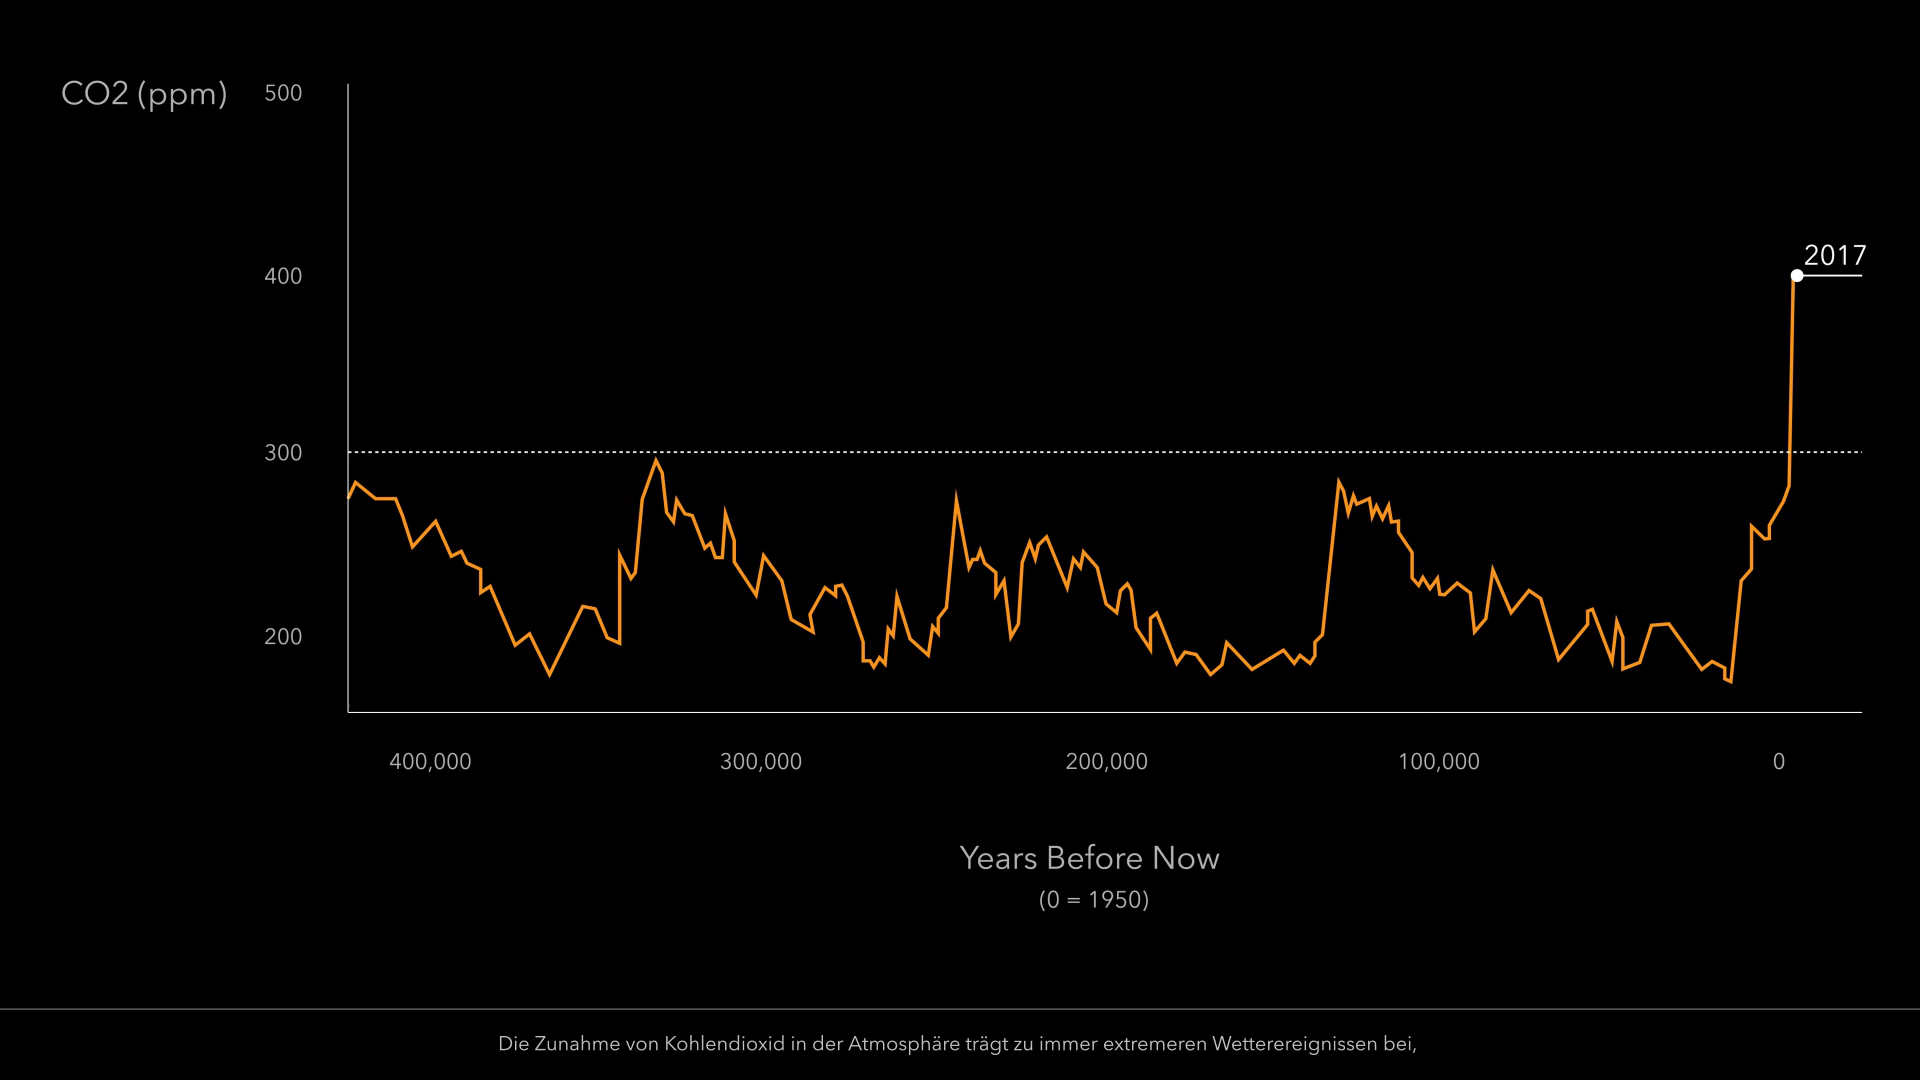 CO2 (ppm)
500
400
300
200
2017
400,000
300,000
200,000
100,000
0
Years Before Now
(0 = 1950)
Die Zunahme von Kohlendioxid in der Atmosphäre trägt zu immer extremeren Wetterereignissen bei,